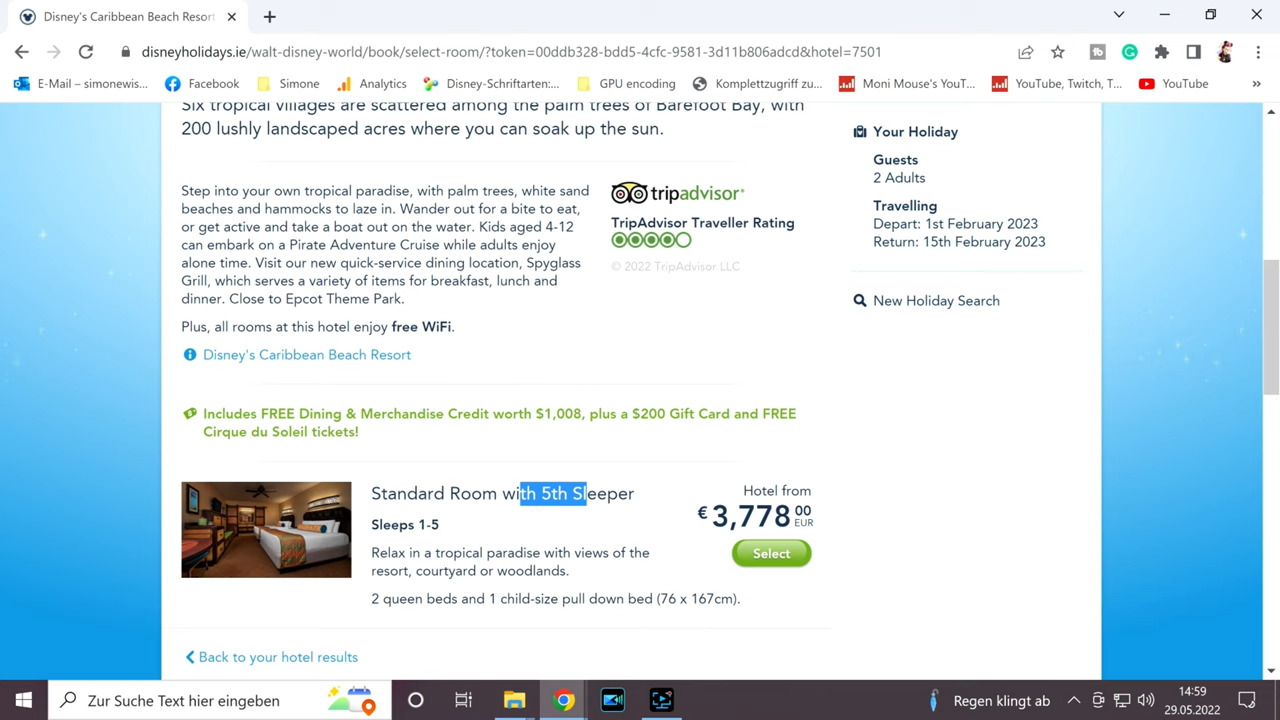 Disney's Caribbean Beach Resort
disneyholidays.ie/walt-disney-world/book/select-room/?token=00ddb328-bdd5-4cfc-9581-3d11b806adcd&hotel=7501
E-Mail – simonewis...
Facebook
Simone
Analytics
Disney-Schriftarten:...
GPU encoding
Komplettzugriff zu...
Moni Mouse's YouT...
YouTube, Twitch, T...
YouTube
»
Six tropical villages are scattered among the palm trees of Barefoot Bay, with
200 lushly landscaped acres where you can soak up the sun.
Step into your own tropical paradise, with palm trees, white sand
beaches and hammocks to laze in. Wander out for a bite to eat,
or get active and take a boat out on the water. Kids aged 4-12
can embark on a Pirate Adventure Cruise while adults enjoy
alone time. Visit our new quick-service dining location, Spyglass
Grill, which serves a variety of items for breakfast, lunch and
dinner. Close to Epcot Theme Park.
tripadvisor®
TripAdvisor Traveller Rating
© 2022 TripAdvisor LLC
Plus, all rooms at this hotel enjoy free WiFi.
Disney's Caribbean Beach Resort
Includes FREE Dining & Merchandise Credit worth $1,008, plus a $200 Gift Card and FREE
Cirque du Soleil tickets!
Standard Room with 5th Sleeper
Sleeps 1-5
Relax in a tropical paradise with views of the
resort, courtyard or woodlands.
2 queen beds and 1 child-size pull down bed (76 x 167cm).
Hotel from
€ 3,778 00 EUR
Select
Back to your hotel results
Your Holiday
Guests
2 Adults
Travelling
Depart: 1st February 2023
Return: 15th February 2023
New Holiday Search
Zur Suche Text hier eingeben
Regen klingt ab
14:59
29.05.2022